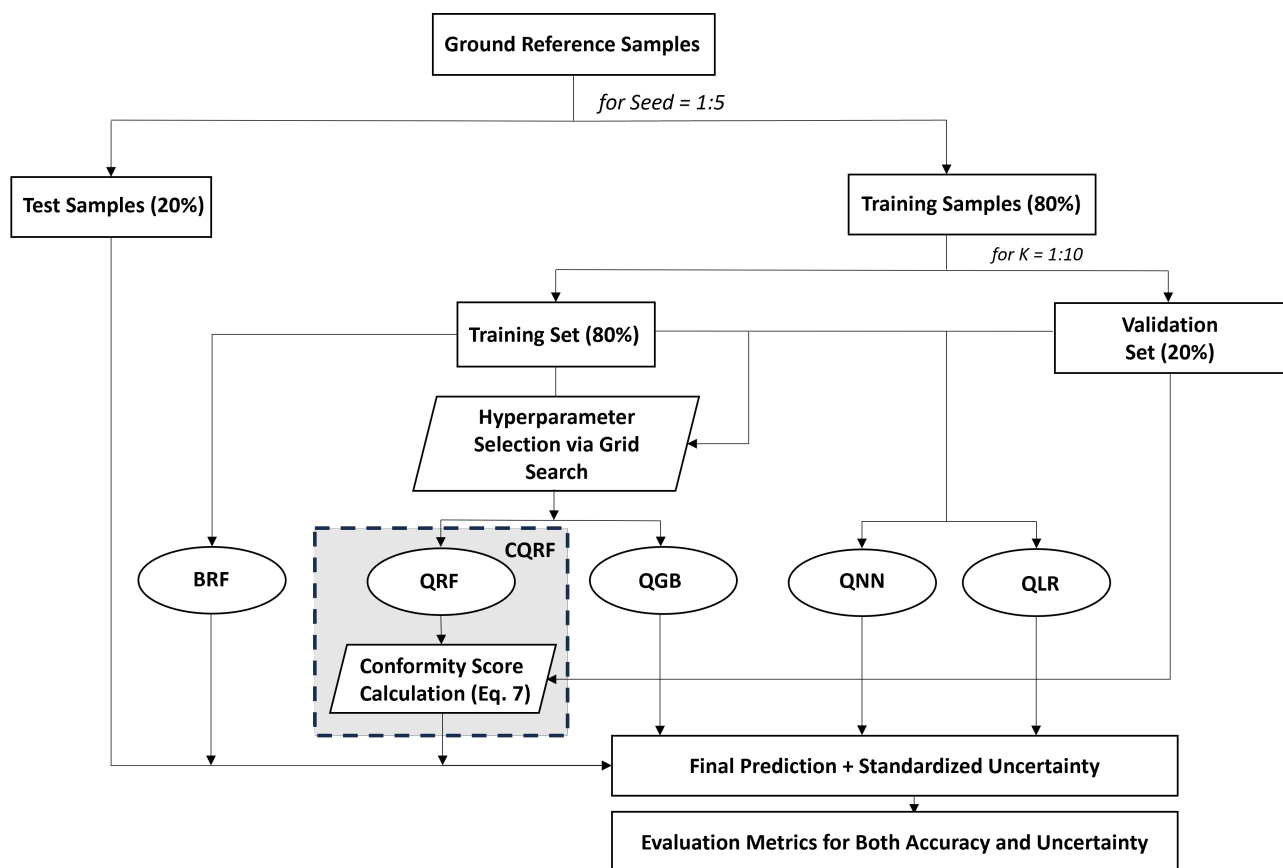 Ground Reference Samples
for Seed = 1:5
Test Samples (20%)
Training Samples (80%)
for K = 1:10
Training Set (80%)
Validation
Set (20%)
Hyperparameter
Selection via Grid
Search
CQRF
BRF
QRF
QGB
QNN
QLR
Conformity Score
Calculation (Eq. 7)
Final Prediction + Standardized Uncertainty
Evaluation Metrics for Both Accuracy and Uncertainty